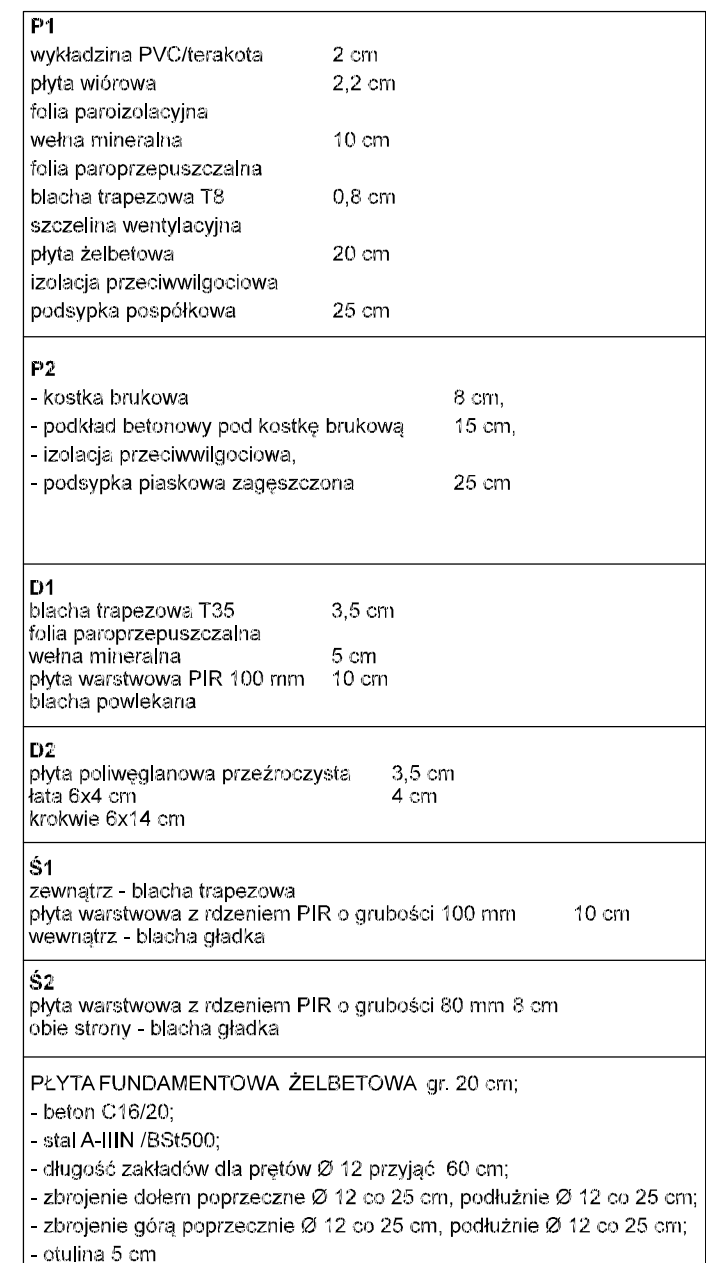 P1
wykładzina PVC/terakota 2 cm
płyta wiórowa 2,2 cm
folia paroizolacyjna
wełna mineralna 10 cm
folia paroprzepuszczalna
blacha trapezowa T8 0,8 cm
szczelina wentylacyjna
płyta żelbetowa 20 cm
izolacja przeciwwilgociowa
podsypka pospółkowa 25 cm
P2
- kostka brukowa 8 cm,
- podkład betonowy pod kostkę brukową 15 cm,
- izolacja przeciwwilgociowa,
- podsypka piaskowa zagęszczona 25 cm
D1
blacha trapezowa T35 3,5 cm
folia paroprzepuszczalna
wełna mineralna 5 cm
płyta warstwowa PIR 100 mm 10 cm
blacha powlekana
D2
płyta poliwęglanowa przeźroczysta 3,5 cm
łata 6x4 cm 4 cm
krokwie 6x14 cm
Ś1
zewnątrz - blacha trapezowa
płyta warstwowa z rdzeniem PIR o grubości 100 mm 10 cm
wewnątrz - blacha gładka
Ś2
płyta warstwowa z rdzeniem PIR o grubości 80 mm 8 cm
obie strony - blacha gładka
PŁYTA FUNDAMENTOWA ŻELBETOWA gr. 20 cm;
- beton C16/20;
- stal A-IIIN /BSt500;
- długość zakładów dla prętów Ø 12 przyjąć 60 cm;
- zbrojenie dołem poprzeczne Ø 12 co 25 cm, podłużnie Ø 12 co 25 cm;
- zbrojenie górą poprzecznie Ø 12 co 25 cm, podłużnie Ø 12 co 25 cm;
- otulina 5 cm